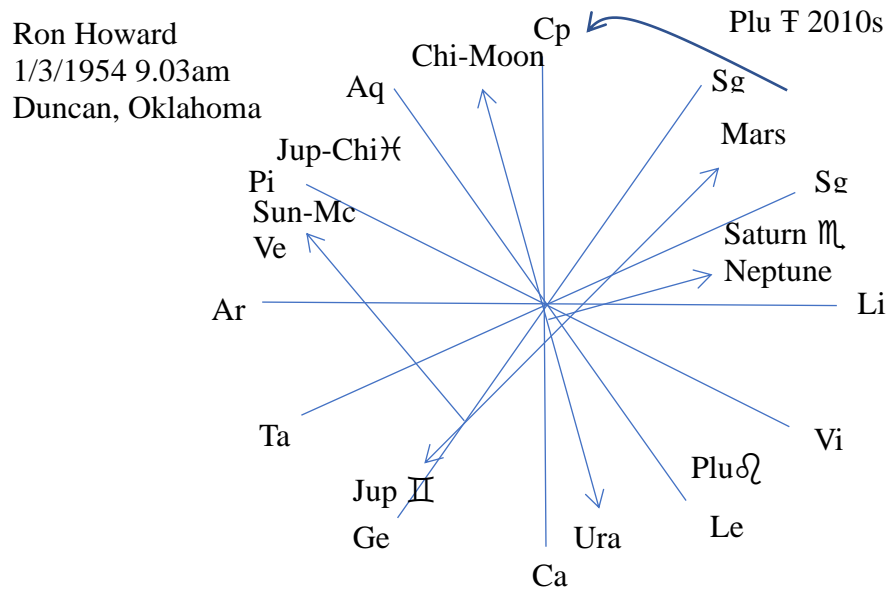 Ron Howard
1/3/1954 9.03am
Duncan, Oklahoma
Plu Ŧ 2010s
Cp
Chi-Moon
Sg
Aq
Mars
Jup-Chi♓
Pi
Sg
Sun-Mc
Ve
Saturn ♏
Neptune
Ar
Li
Ta
Vi
Plu♌
Jup ♊
Ge
Ura
Le
Ca